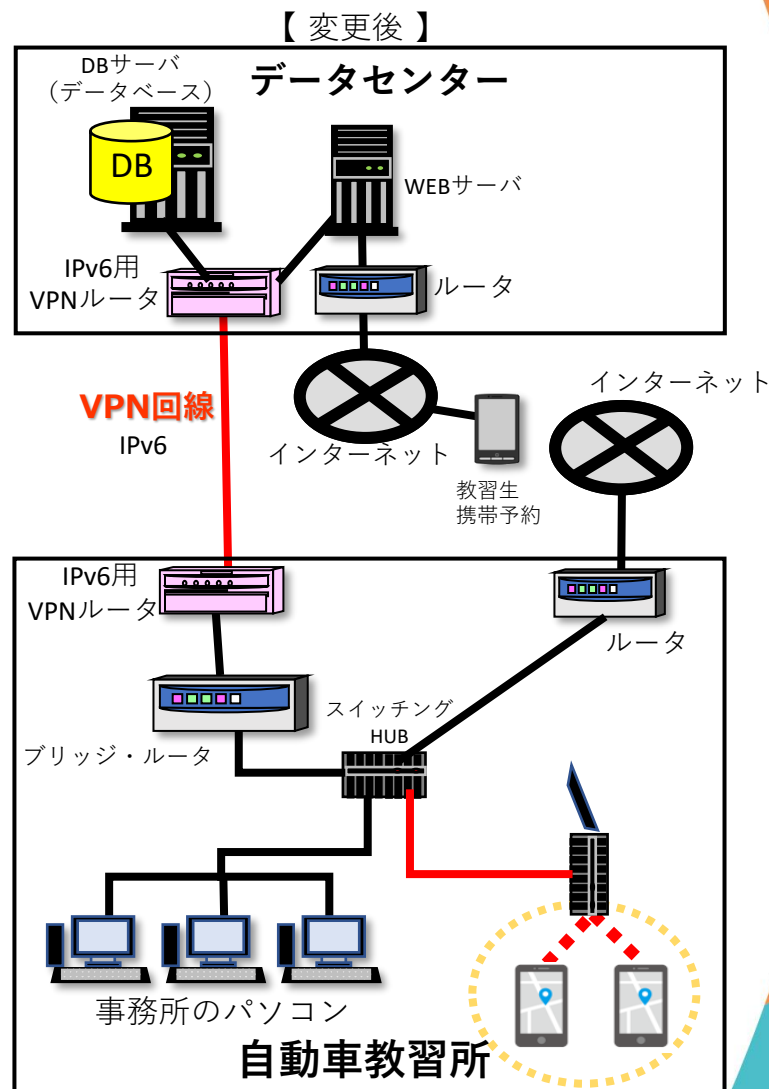 【 変更後 】
DBサーバ
（データベース）
データセンター
DB
WEBサーバ
IPv6用
VPNルータ
ルータ
VPN回線
IPv6
インターネット
インターネット
教習生
携帯予約
IPv6用
VPNルータ
ルータ
スイッチング
HUB
ブリッジ・ルータ
事務所のパソコン
自動車教習所